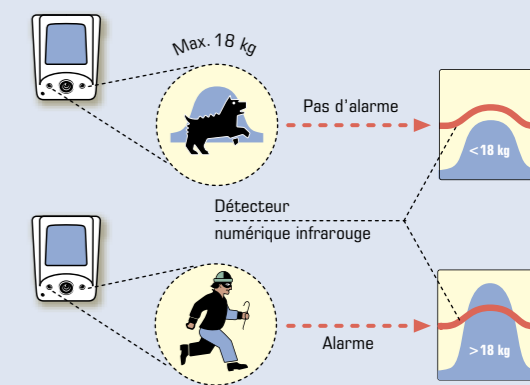 Max. 18 kg
Pas d'alarme
<18 kg
Détecteur
numérique infrarouge
Alarme
>18 kg